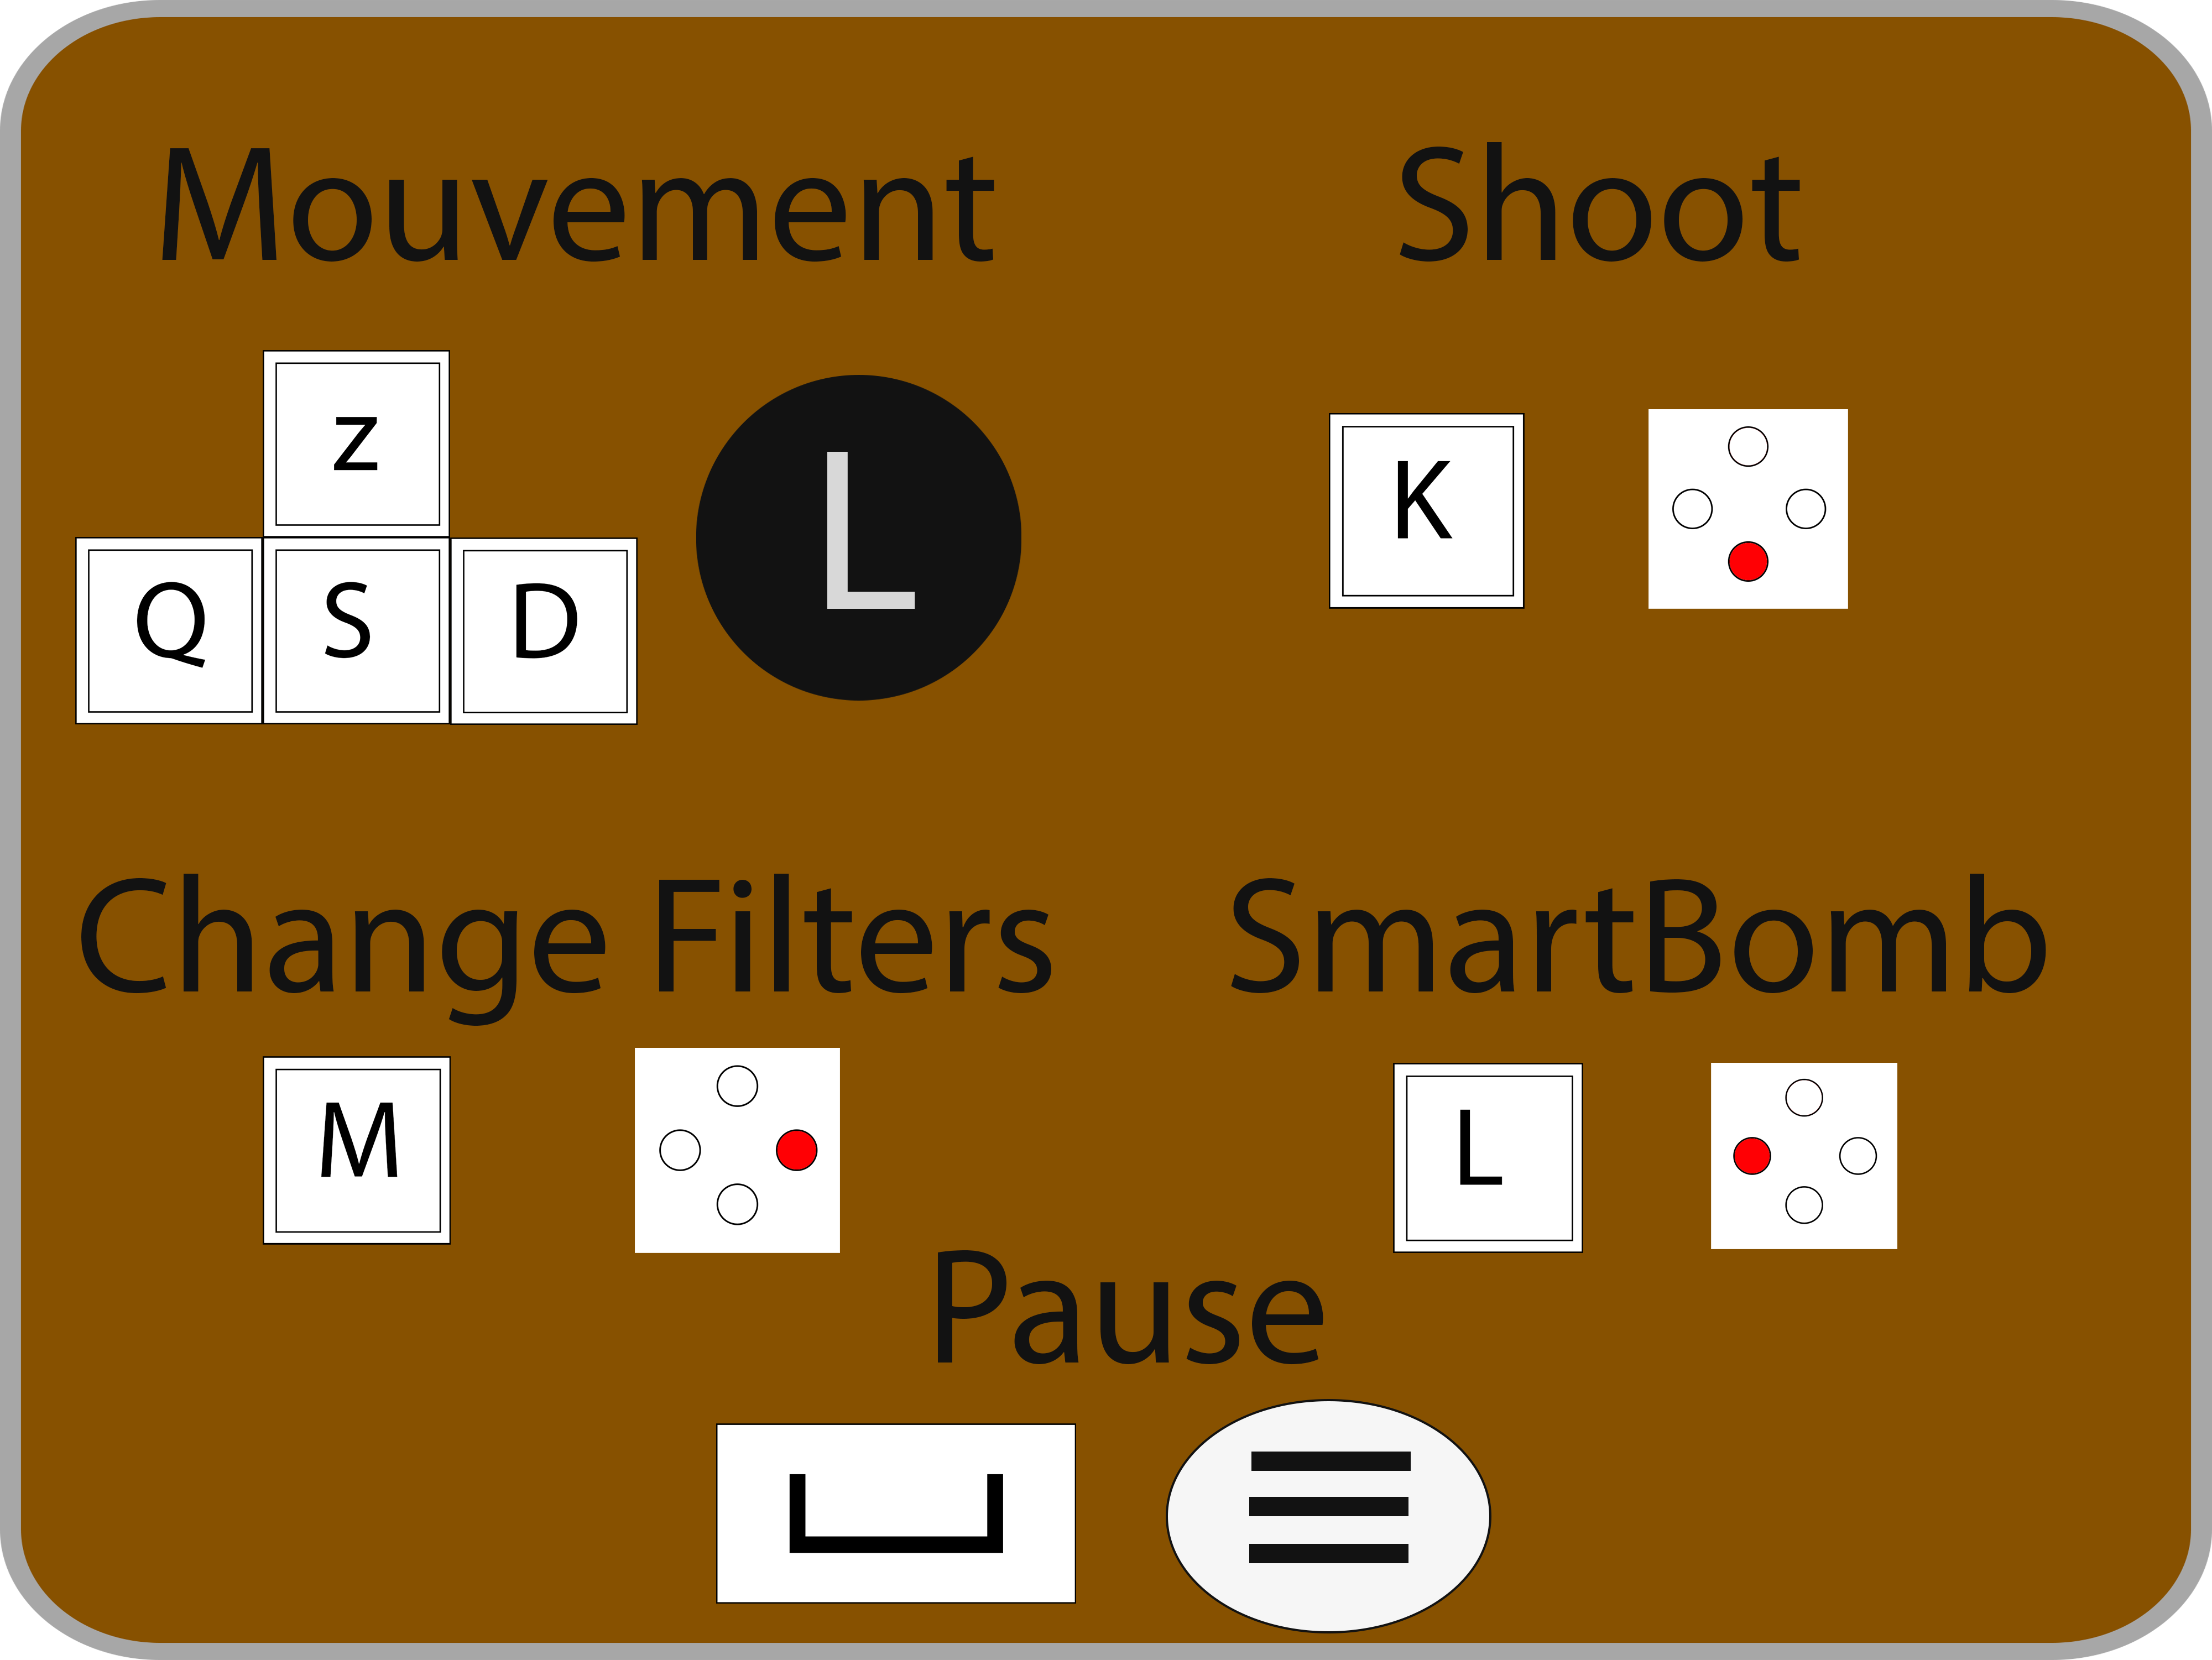 Mouvement Shoot
Z
L
K
Q S D
Change Filters SmartBomb
M
L
Pause